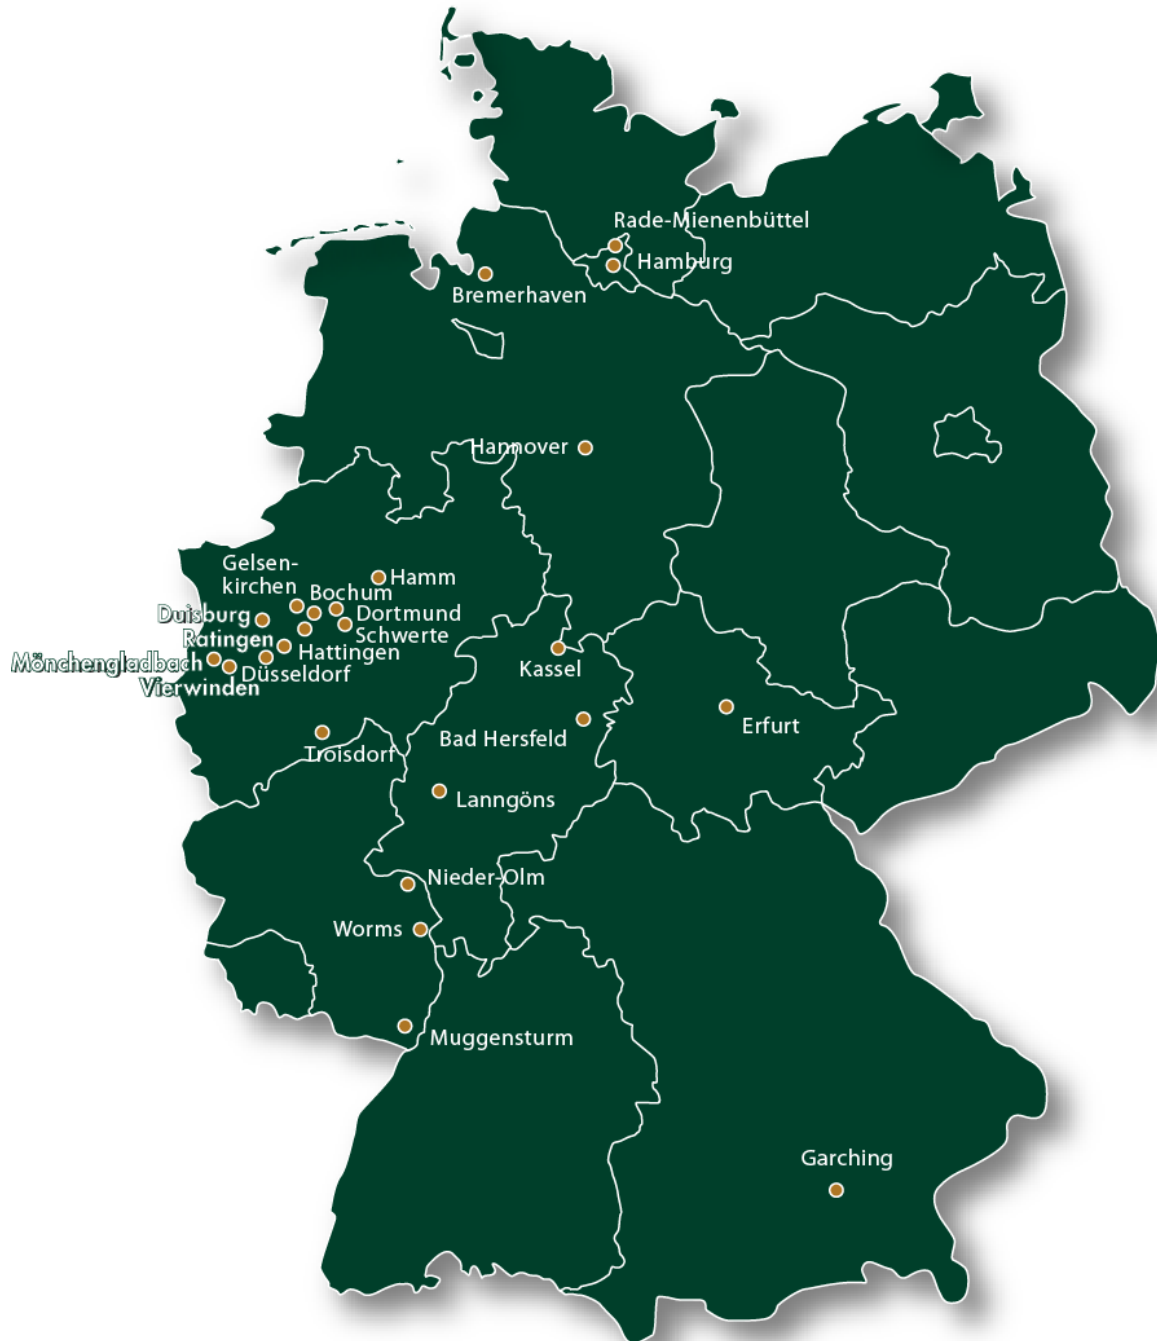 Rade-Mienenbüttel
Hamburg
Bremerhaven
Hannover
Gelsen-
kirchen
Hamm
Bochum
Duisburg
Dortmund
Ratingen
Schwerte
Hattingen
Mönchengladbach
Düsseldorf
Vierwinden
Kassel
Erfurt
Bad Hersfeld
Troisdorf
Lanngöns
Nieder-Olm
Worms
Muggensturm
Garching